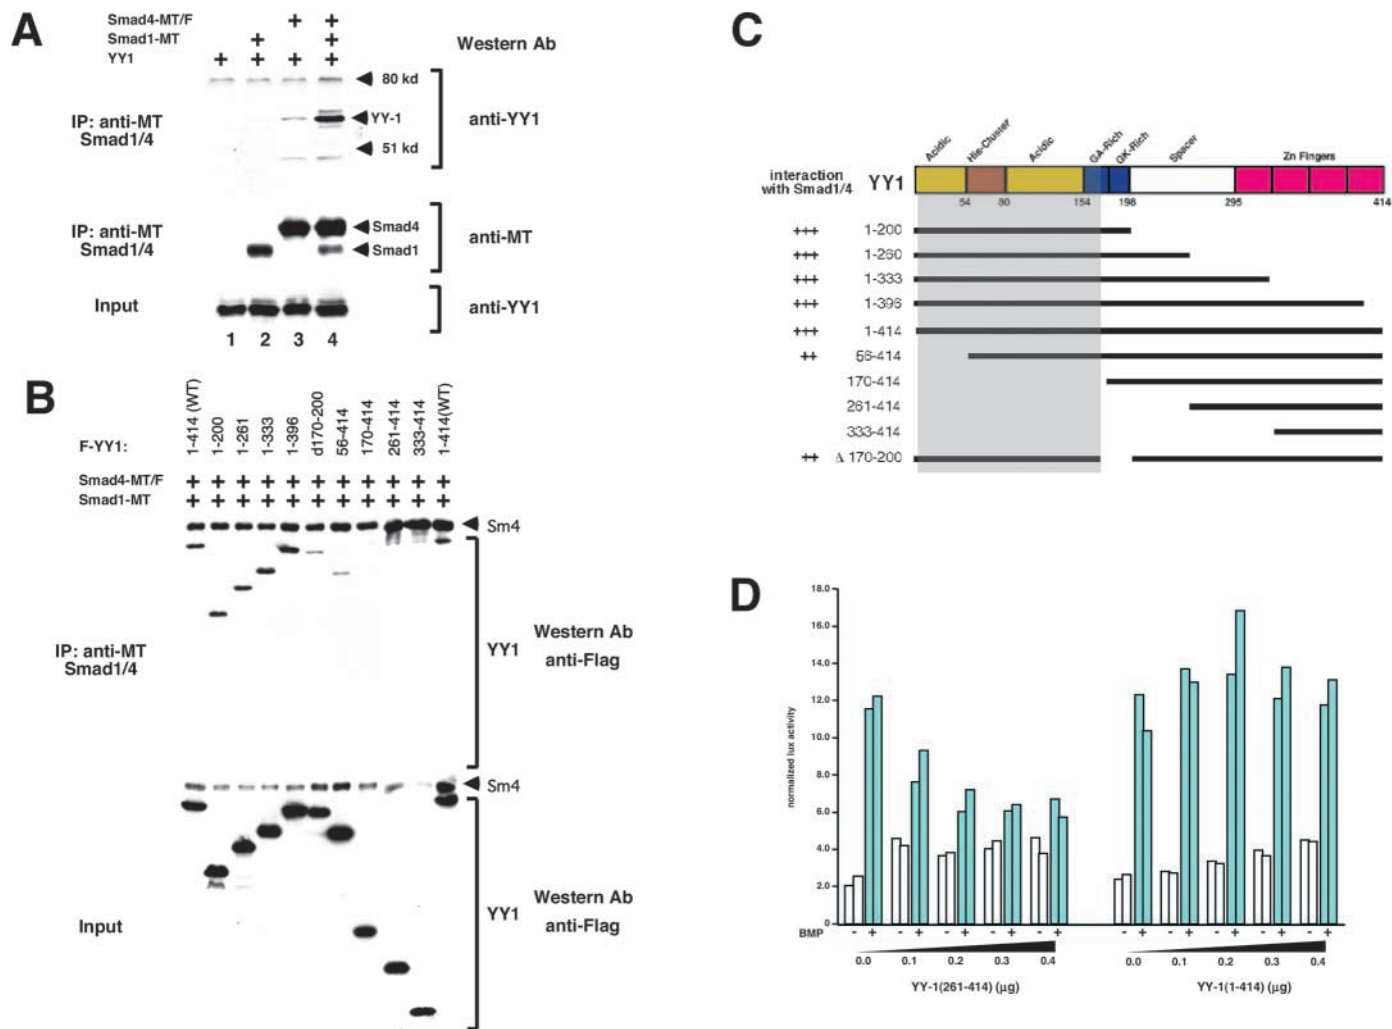 A
Smad4-MT/F + +
Smad1-MT + +
YY1 + + + +
Western Ab
80 kd
IP: anti-MT
Smad1/4
YY-1
anti-YY1
51 kd
IP: anti-MT
Smad1/4
Smad4
anti-MT
Smad1
Input
anti-YY1
1 2 3 4
B
F-YY1:
1-414 (WT)
1-200
1-261
1-333
1-396
d170-200
56-414
170-414
261-414
333-414
1-414(WT)
Smad4-MT/F + + + + + + + + + + +
Smad1-MT + + + + + + + + + + +
Sm4
IP: anti-MT
Smad1/4
YY1
Western Ab
anti-Flag
Sm4
Input
YY1
Western Ab
anti-Flag
C
Acidic
His-Cluster
Acidic
GA-Rich
GK-Rich
Spacer
Zn Fingers
interaction
with Smad1/4
YY1
54 80 154 198 295 414
+++ 1-200
+++ 1-260
+++ 1-333
+++ 1-396
+++ 1-414
++ 56-414
170-414
261-414
333-414
++ Δ 170-200
D
normalized lux activity
18.0
16.0
14.0
12.0
10.0
8.0
6.0
4.0
2.0
0
BMP - + - + - + - + - + - + - + - + - + - +
0.0 0.1 0.2 0.3 0.4 0.0 0.1 0.2 0.3 0.4
YY-1(261-414) (µg) YY-1(1-414) (µg)